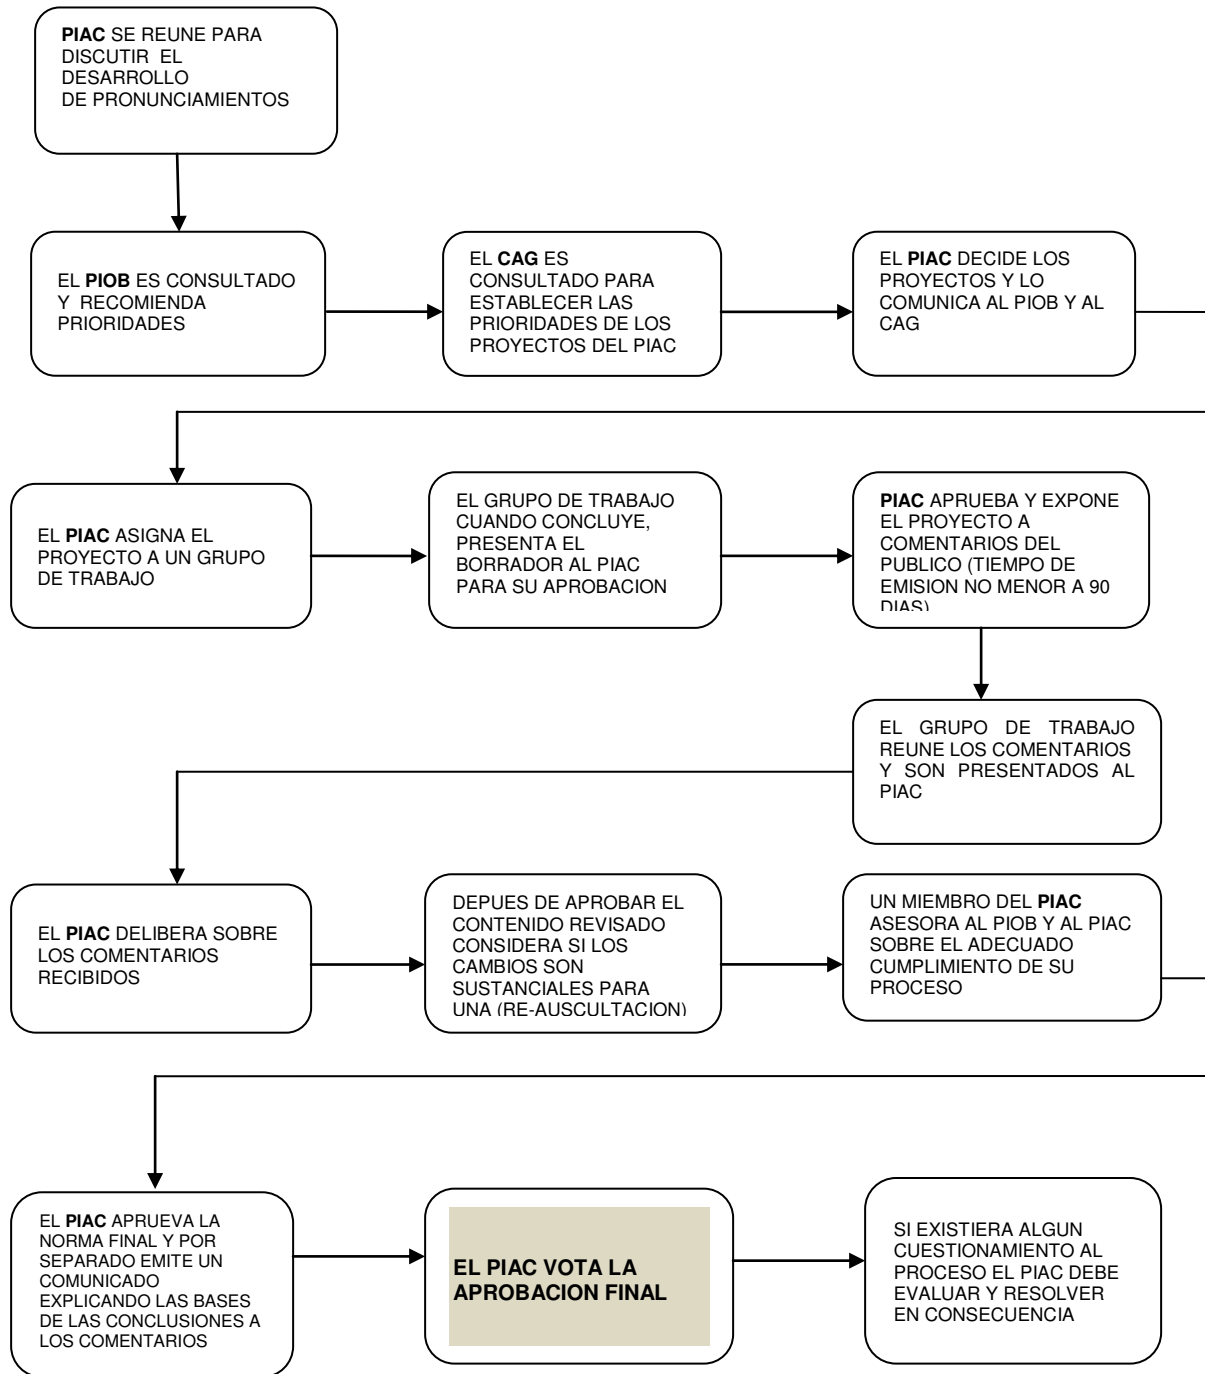 PIAC SE REUNE PARA
DISCUTIR EL
DESARROLLO
DE PRONUNCIAMIENTOS
EL PIOB ES CONSULTADO
Y RECOMIENDA
PRIORIDADES
EL CAG ES
CONSULTADO PARA
ESTABLECER LAS
PRIORIDADES DE LOS
PROYECTOS DEL PIAC
EL PIAC DECIDE LOS
PROYECTOS Y LO
COMUNICA AL PIOB Y AL
CAG
EL PIAC ASIGNA EL
PROYECTO A UN GRUPO
DE TRABAJO
EL GRUPO DE TRABAJO
CUANDO CONCLUYE,
PRESENTA EL
BORRADOR AL PIAC
PARA SU APROBACION
PIAC APRUEBA Y EXPONE
EL PROYECTO A
COMENTARIOS DEL
PUBLICO (TIEMPO DE
EMISION NO MENOR A 90
DIAS)
EL GRUPO DE TRABAJO
REUNE LOS COMENTARIOS
Y SON PRESENTADOS AL
PIAC
EL PIAC DELIBERA SOBRE
LOS COMENTARIOS
RECIBIDOS
DEPUES DE APROBAR EL
CONTENIDO REVISADO
CONSIDERA SI LOS
CAMBIOS SON
SUSTANCIALES PARA
UNA (RE-AUSCULTACION)
UN MIEMBRO DEL PIAC
ASESORA AL PIOB Y AL PIAC
SOBRE EL ADECUADO
CUMPLIMIENTO DE SU
PROCESO
EL PIAC APRUEVA LA
NORMA FINAL Y POR
SEPARADO EMITE UN
COMUNICADO
EXPLICANDO LAS BASES
DE LAS CONCLUSIONES A
LOS COMENTARIOS
EL PIAC VOTA LA
APROBACION FINAL
SI EXISTIERA ALGUN
CUESTIONAMIENTO AL
PROCESO EL PIAC DEBE
EVALUAR Y RESOLVER
EN CONSECUENCIA